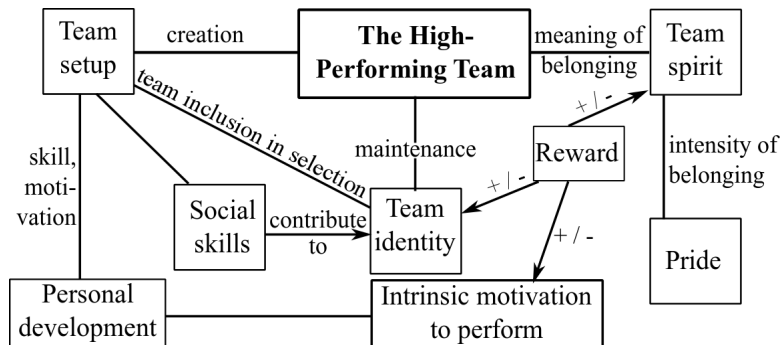 Team
setup
creation
The High-
Performing Team
meaning of
belonging
Team
spirit
team inclusion in selection
+ / -
skill,
moti-
vation
maintenance
Reward
intensity of
belonging
+ / -
Social
skills
contribute
to
Team
identity
+ / -
Pride
Personal
development
Intrinsic motivation
to perform